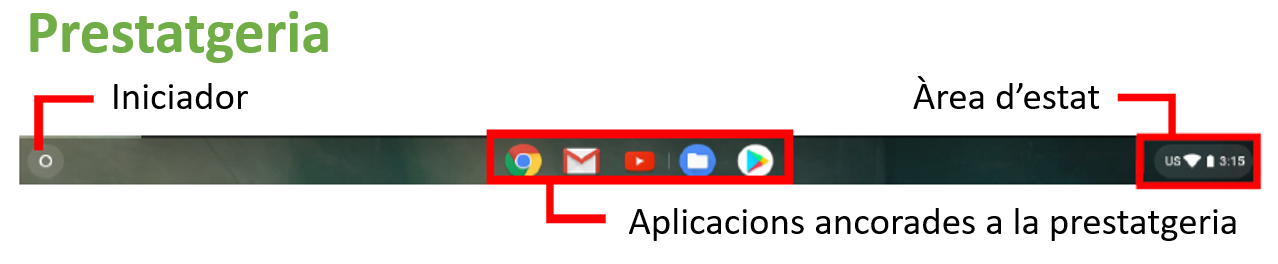 Prestatgeria
Iniciador
Àrea d'estat
US 3:15
Aplicacions ancorades a la prestatgeria